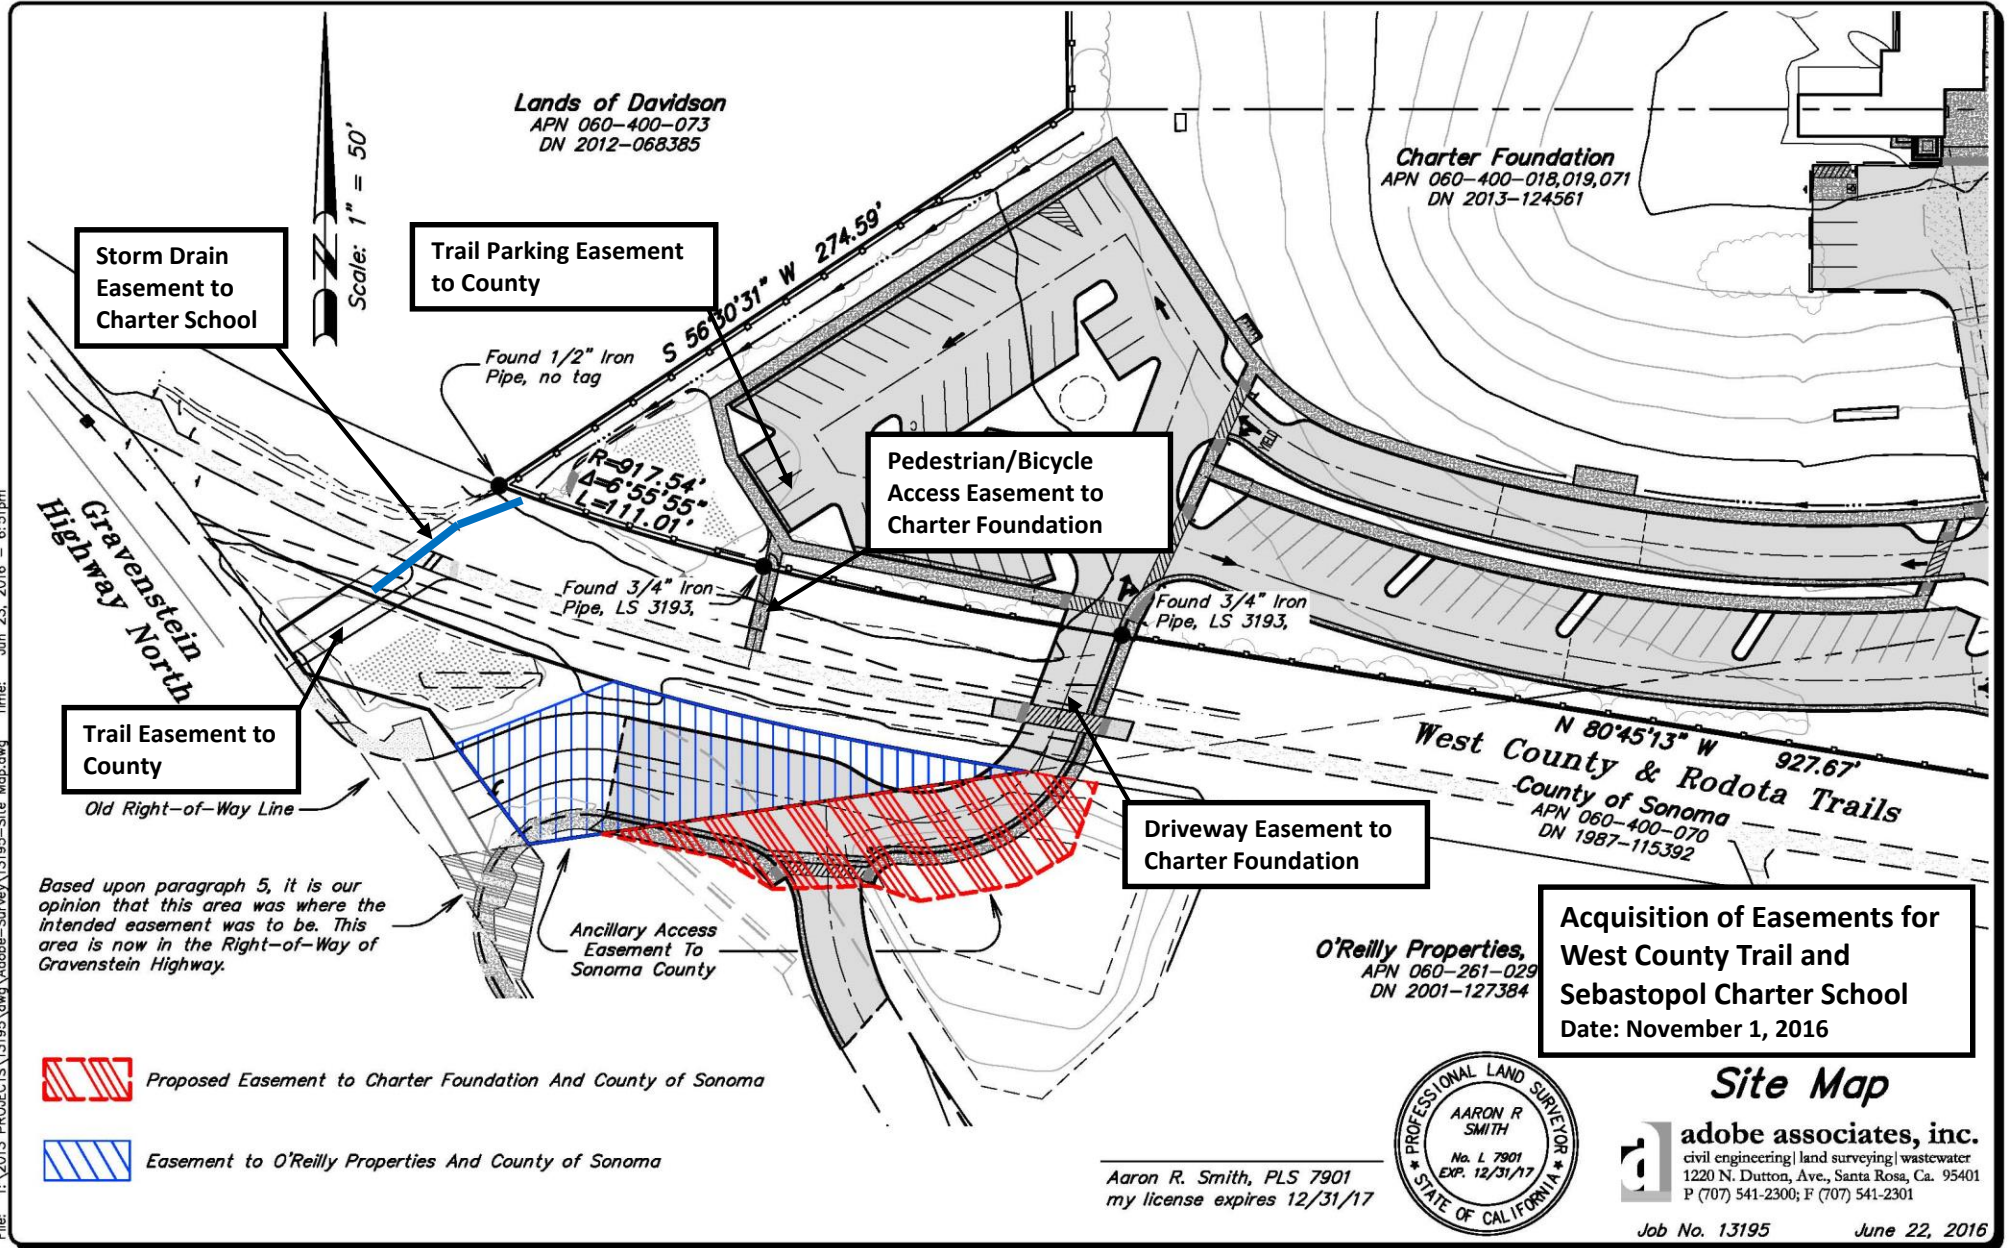 Lands of Davidson
APN 060-400-073
DN 2012-068385
Scale: 1" = 50'
N
Charter Foundation
APN 060-400-018,019,071
DN 2013-124561
Storm Drain
Easement to
Charter School
Trail Parking Easement
to County
S 56°30'31" W 274.59'
Found 1/2" Iron
Pipe, no tag
R=917.54'
Δ=6°55'55"
L=111.01'
YIELD
Pedestrian/Bicycle
Access Easement to
Charter Foundation
Gravenstein
Highway North
Found 3/4" Iron
Pipe, LS 3193,
Found 3/4" Iron
Pipe, LS 3193,
Trail Easement to
County
Old Right-of-Way Line
N 80°45'13" W 927.67'
West County & Rodota Trails
County of Sonoma
APN 060-400-070
DN 1987-115392
Driveway Easement to
Charter Foundation
Based upon paragraph 5, it is our
opinion that this area was where the
intended easement was to be. This
area is now in the Right-of-Way of
Gravenstein Highway.
Ancillary Access
Easement To
Sonoma County
O'Reilly Properties,
APN 060-261-029
DN 2001-127384
Acquisition of Easements for
West County Trail and
Sebastopol Charter School
Date: November 1, 2016
Proposed Easement to Charter Foundation And County of Sonoma
Easement to O'Reilly Properties And County of Sonoma
Aaron R. Smith, PLS 7901
my license expires 12/31/17
PROFESSIONAL LAND SURVEYOR
AARON R
SMITH
No. L 7901
EXP. 12/31/17
STATE OF CALIFORNIA
Site Map
adobe associates, inc.
civil engineering| land surveying| wastewater
1220 N. Dutton, Ave., Santa Rosa, Ca. 95401
P (707) 541-2300; F (707) 541-2301
Job No. 13195 June 22, 2016